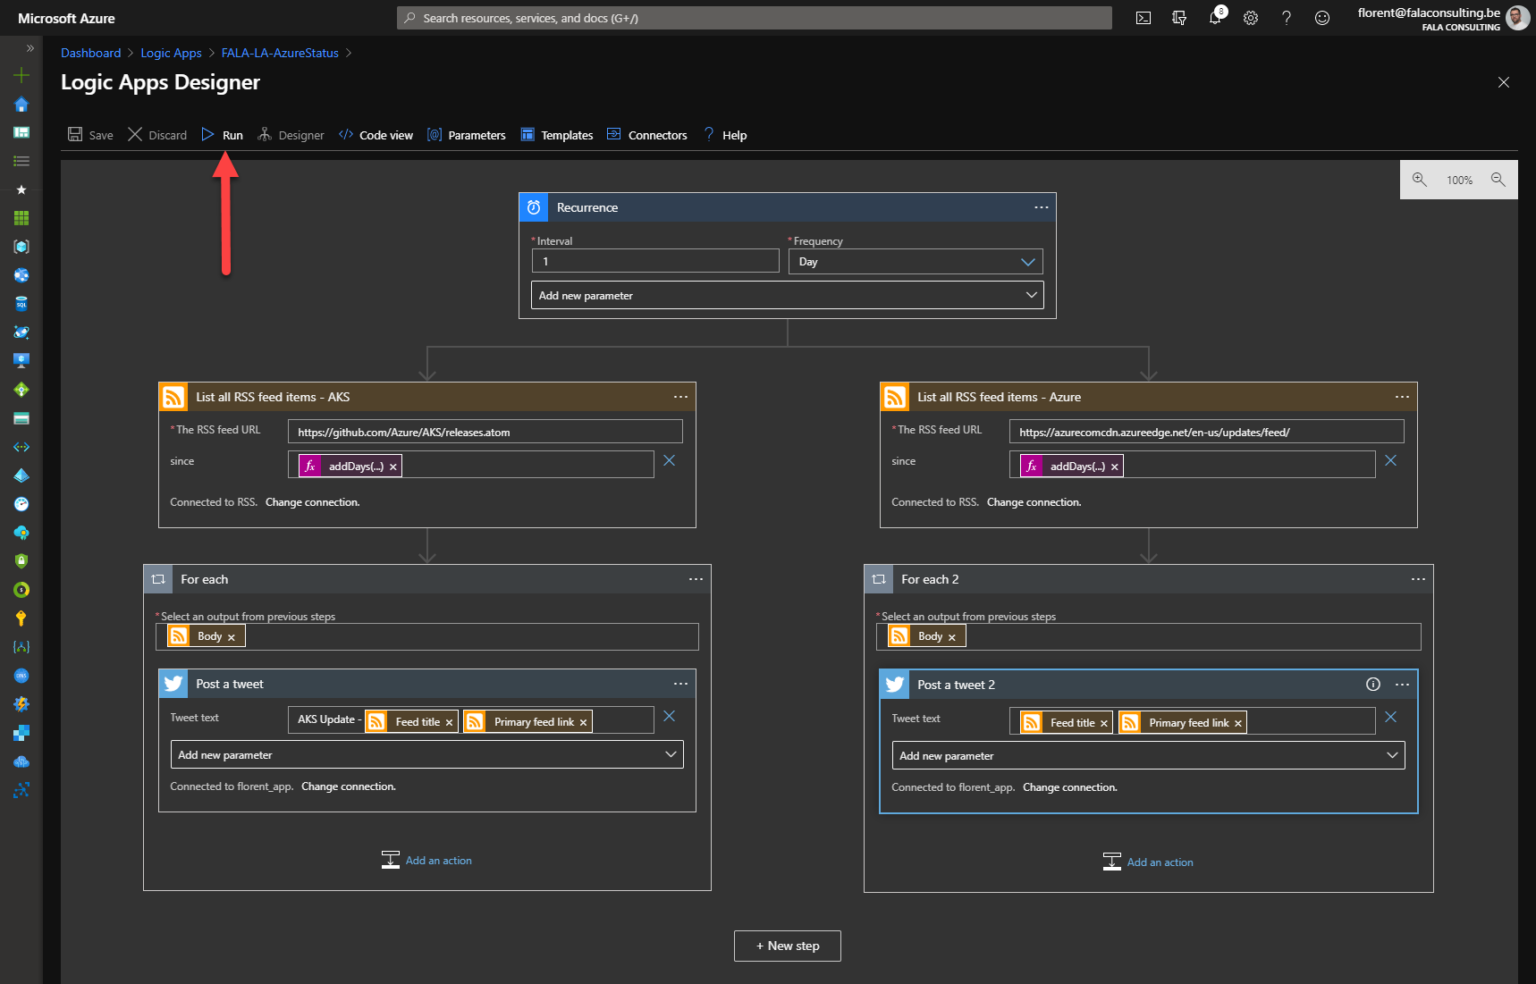 Microsoft Azure
Search resources, services, and docs (G+/)
8
florent@falaconsulting.be
FALA CONSULTING
Dashboard > Logic Apps > FALA-LA-AzureStatus >
Logic Apps Designer
Save Discard Run Designer Code view Parameters Templates Connectors Help
100%
Recurrence
* Interval
* Frequency
1
Day
Add new parameter
List all RSS feed items - AKS
* The RSS feed URL
https://github.com/Azure/AKS/releases.atom
since
fx addDays(...) ×
Connected to RSS. Change connection.
List all RSS feed items - Azure
* The RSS feed URL
https://azurecomcdn.azureedge.net/en-us/updates/feed/
since
fx addDays(...) ×
Connected to RSS. Change connection.
For each
* Select an output from previous steps
Body ×
Post a tweet
Tweet text
AKS Update - Feed title × Primary feed link ×
Add new parameter
Connected to florent_app. Change connection.
Add an action
For each 2
* Select an output from previous steps
Body ×
Post a tweet 2
Tweet text
Feed title × Primary feed link ×
Add new parameter
Connected to florent_app. Change connection.
Add an action
+ New step